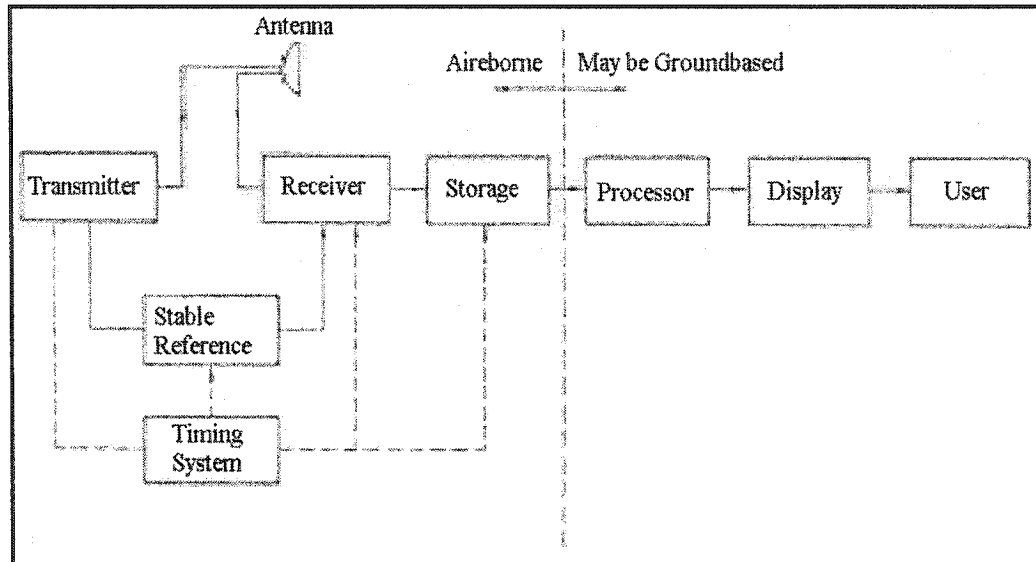 Antenna
Aireborne
May be Groundbased
Transmitter
Receiver
Storage
Processor
Display
User
Stable
Reference
Timing
System